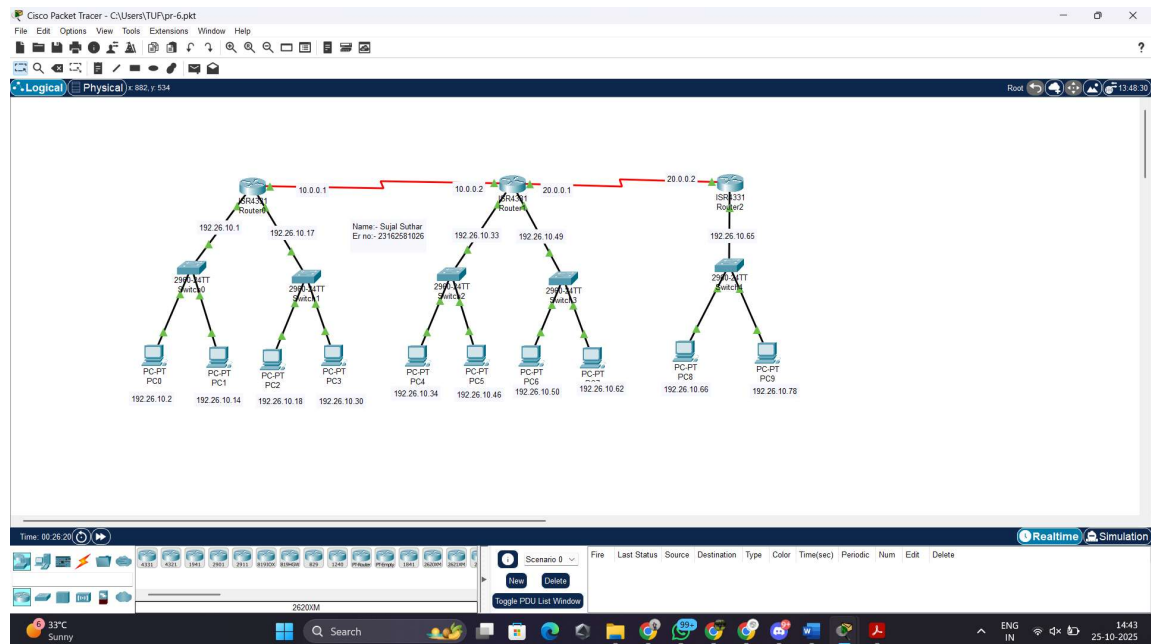 Cisco Packet Tracer - C:\Users\TUF\pr-6.pkt
File Edit Options View Tools Extensions Window Help
?
Logical Physical x: 882, y: 534
Root 13:48:30
10.0.0.1
10.0.0.2
20.0.0.1
20.0.0.2
ISR4331
Router0
ISR4331
Router1
ISR4331
Router2
192.26.10.1
192.26.10.17
Name:- Sujal Suthar
Er no:- 23162581026
192.26.10.33
192.26.10.49
192.26.10.65
2960-24TT
Switch0
2960-24TT
Switch1
2960-24TT
Switch2
2960-24TT
Switch3
2960-24TT
Switch4
PC-PT
PC0
PC-PT
PC1
PC-PT
PC2
PC-PT
PC3
PC-PT
PC4
PC-PT
PC5
PC-PT
PC6
PC-PT
PC-PT
PC8
PC-PT
PC9
192.26.10.2
192.26.10.14
192.26.10.18
192.26.10.30
192.26.10.34
192.26.10.46
192.26.10.50
192.26.10.62
192.26.10.66
192.26.10.78
Time: 00:26:20
Realtime Simulation
4331 4321 1941 2901 2911 819IOX 819HGW 829 1240 PT-Router PT-Empty 1841 2620XM 2621XM
2620XM
Scenario 0
New Delete
Toggle PDU List Window
Fire Last Status Source Destination Type Color Time(sec) Periodic Num Edit Delete
6
33°C
Sunny
Search
99+
ENG
IN
14:43
25-10-2025